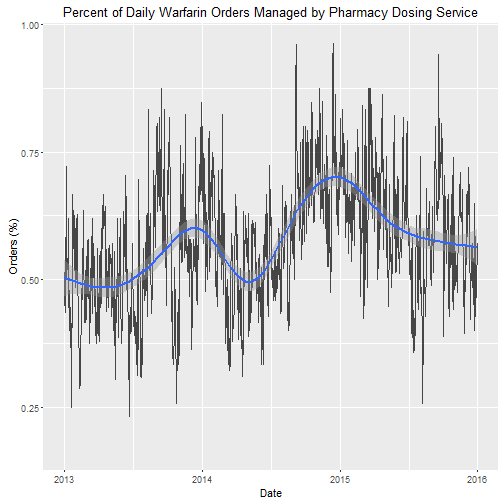 Percent of Daily Warfarin Orders Managed by Pharmacy Dosing Service
1.00
0.75
0.50
0.25
Orders (%)
2013 2014 2015 2016
Date